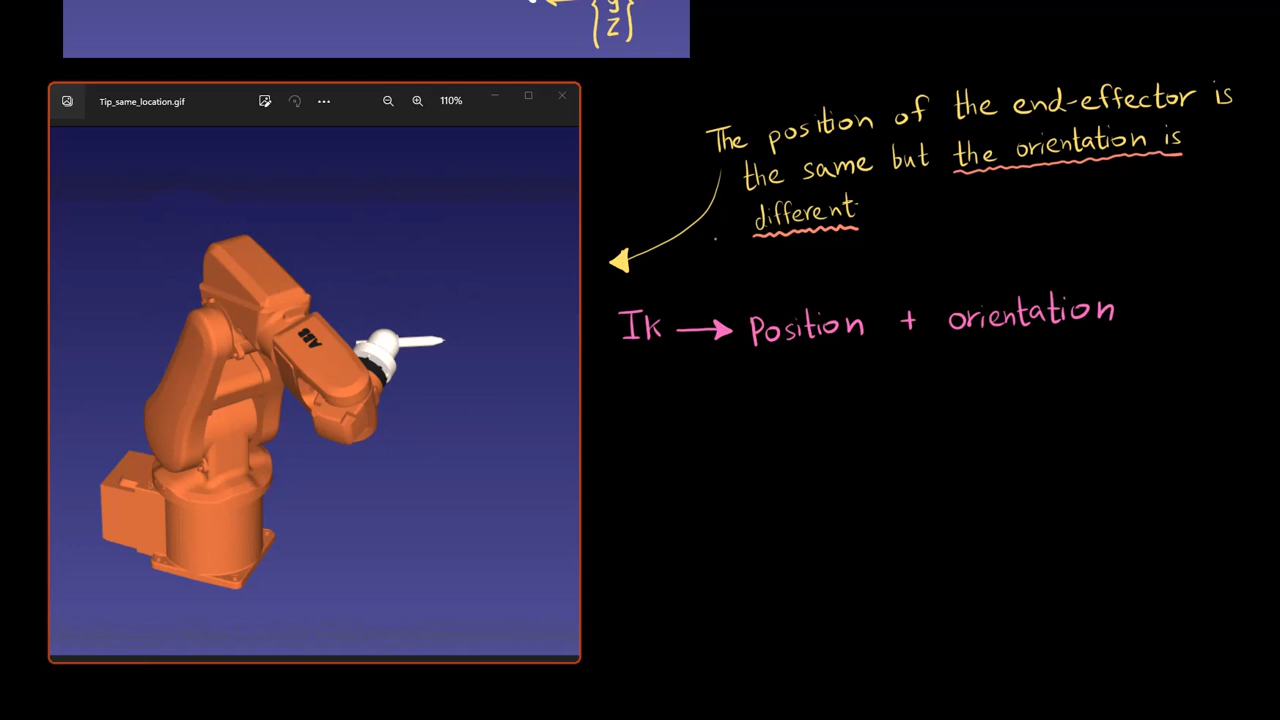 y
z
Tip_same_location.gif
110%
The position of the end-effector is
the same but the orientation is
different
Ik → Position + orientation
ABB